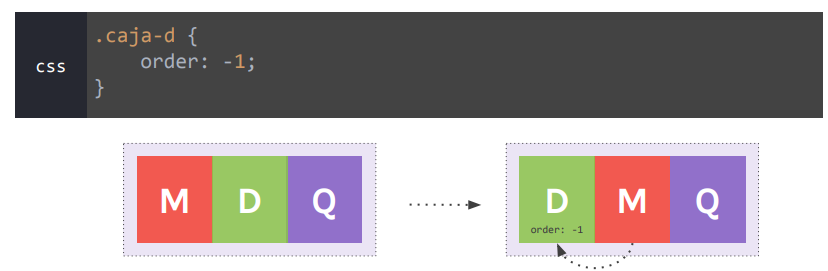 .caja-d {
css
order: -1;
}
M D Q
D M Q
order: -1